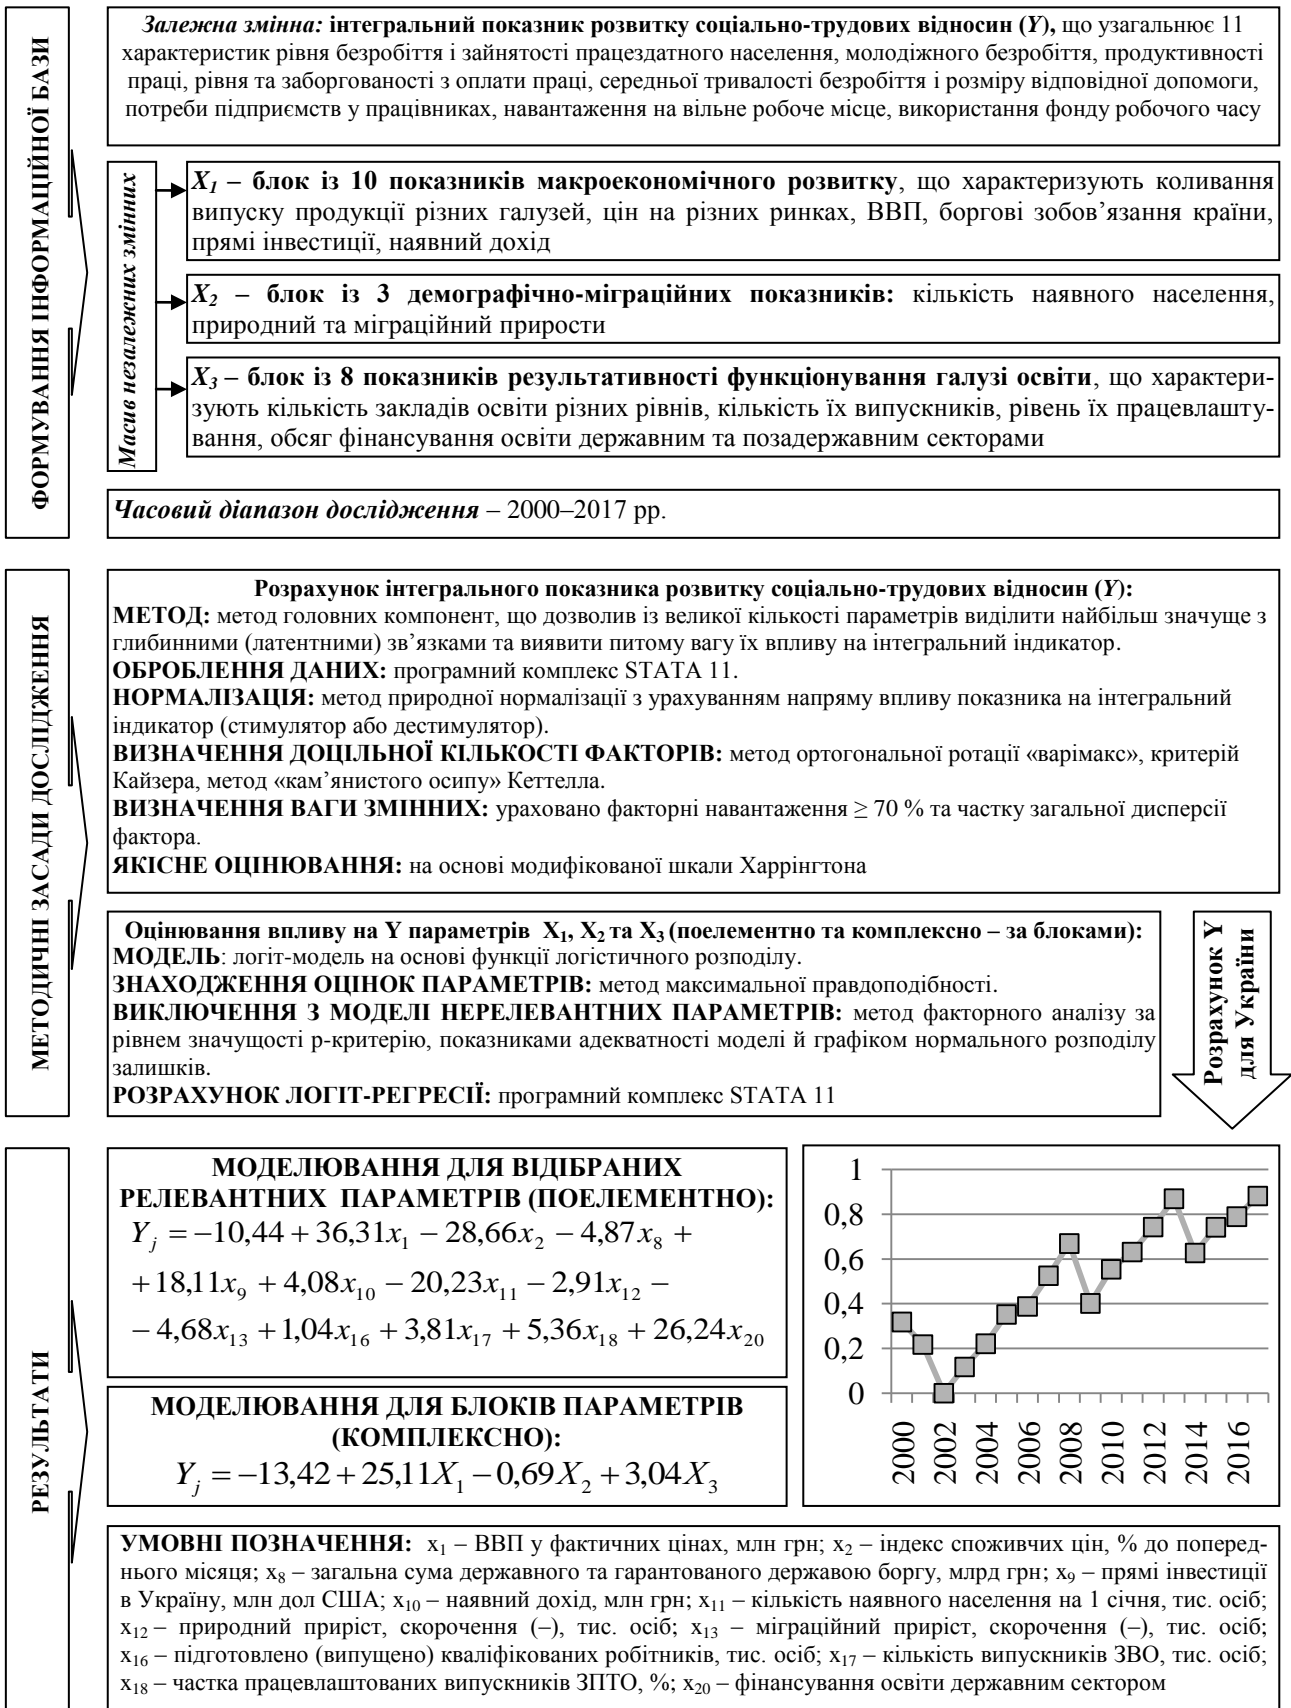 ФОРМУВАННЯ ІНФОРМАЦІЙНОЇ БАЗИ
Залежна змінна: інтегральний показник розвитку соціально-трудових відносин (Y), що узагальнює 11
характеристик рівня безробіття і зайнятості працездатного населення, молодіжного безробіття, продуктивності
праці, рівня та заборгованості з оплати праці, середньої тривалості безробіття і розміру відповідної допомоги,
потреби підприємств у працівниках, навантаження на вільне робоче місце, використання фонду робочого часу
Масив незалежних змінних
X1 – блок із 10 показників макроекономічного розвитку, що характеризують коливання
випуску продукції різних галузей, цін на різних ринках, ВВП, боргові зобов’язання країни,
прямі інвестиції, наявний дохід
X2 – блок із 3 демографічно-міграційних показників: кількість наявного населення,
природний та міграційний прирости
X3 – блок із 8 показників результативності функціонування галузі освіти, що характери-
зують кількість закладів освіти різних рівнів, кількість їх випускників, рівень їх працевлашту-
вання, обсяг фінансування освіти державним та позадержавним секторами
Часовий діапазон дослідження – 2000–2017 рр.
МЕТОДИЧНІ ЗАСАДИ ДОСЛІДЖЕННЯ
Розрахунок інтегрального показника розвитку соціально-трудових відносин (Y):
МЕТОД: метод головних компонент, що дозволив із великої кількості параметрів виділити найбільш значуще з
глибинними (латентними) зв’язками та виявити питому вагу їх впливу на інтегральний індикатор.
ОБРОБЛЕННЯ ДАНИХ: програмний комплекс STATA 11.
НОРМАЛІЗАЦІЯ: метод природної нормалізації з урахуванням напряму впливу показника на інтегральний
індикатор (стимулятор або дестимулятор).
ВИЗНАЧЕННЯ ДОЦІЛЬНОЇ КІЛЬКОСТІ ФАКТОРІВ: метод ортогональної ротації «варімакс», критерій
Кайзера, метод «кам’янистого осипу» Кеттелла.
ВИЗНАЧЕННЯ ВАГИ ЗМІННИХ: ураховано факторні навантаження ≥ 70 % та частку загальної дисперсії
фактора.
ЯКІСНЕ ОЦІНЮВАННЯ: на основі модифікованої шкали Харрінгтона
Оцінювання впливу на Y параметрів X1, X2 та X3 (поелементно та комплексно – за блоками):
МОДЕЛЬ: логіт-модель на основі функції логістичного розподілу.
ЗНАХОДЖЕННЯ ОЦІНОК ПАРАМЕТРІВ: метод максимальної правдоподібності.
ВИКЛЮЧЕННЯ З МОДЕЛІ НЕРЕЛЕВАНТНИХ ПАРАМЕТРІВ: метод факторного аналізу за
рівнем значущості p-критерію, показниками адекватності моделі й графіком нормального розподілу
залишків.
РОЗРАХУНОК ЛОГІТ-РЕГРЕСІЇ: програмний комплекс STATA 11
Розрахунок Y
для України
РЕЗУЛЬТАТИ
МОДЕЛЮВАННЯ ДЛЯ ВІДІБРАНИХ
РЕЛЕВАНТНИХ ПАРАМЕТРІВ (ПОЕЛЕМЕНТНО):
Yj = −10,44 + 36,31x1 − 28,66x2 − 4,87x8 +
+ 18,11x9 + 4,08x10 − 20,23x11 − 2,91x12 −
− 4,68x13 + 1,04x16 + 3,81x17 + 5,36x18 + 26,24x20
МОДЕЛЮВАННЯ ДЛЯ БЛОКІВ ПАРАМЕТРІВ
(КОМПЛЕКСНО):
Yj = −13,42 + 25,11X1 − 0,69X2 + 3,04X3
1
0,8
0,6
0,4
0,2
0
2000
2002
2004
2006
2008
2010
2012
2014
2016
УМОВНІ ПОЗНАЧЕННЯ: x1 – ВВП у фактичних цінах, млн грн; x2 – індекс споживчих цін, % до поперед-
нього місяця; x8 – загальна сума державного та гарантованого державою боргу, млрд грн; x9 – прямі інвестиції
в Україну, млн дол США; x10 – наявний дохід, млн грн; x11 – кількість наявного населення на 1 січня, тис. осіб;
x12 – природний приріст, скорочення (–), тис. осіб; x13 – міграційний приріст, скорочення (–), тис. осіб;
x16 – підготовлено (випущено) кваліфікованих робітників, тис. осіб; x17 – кількість випускників ЗВО, тис. осіб;
x18 – частка працевлаштованих випускників ЗПТО, %; x20 – фінансування освіти державним сектором